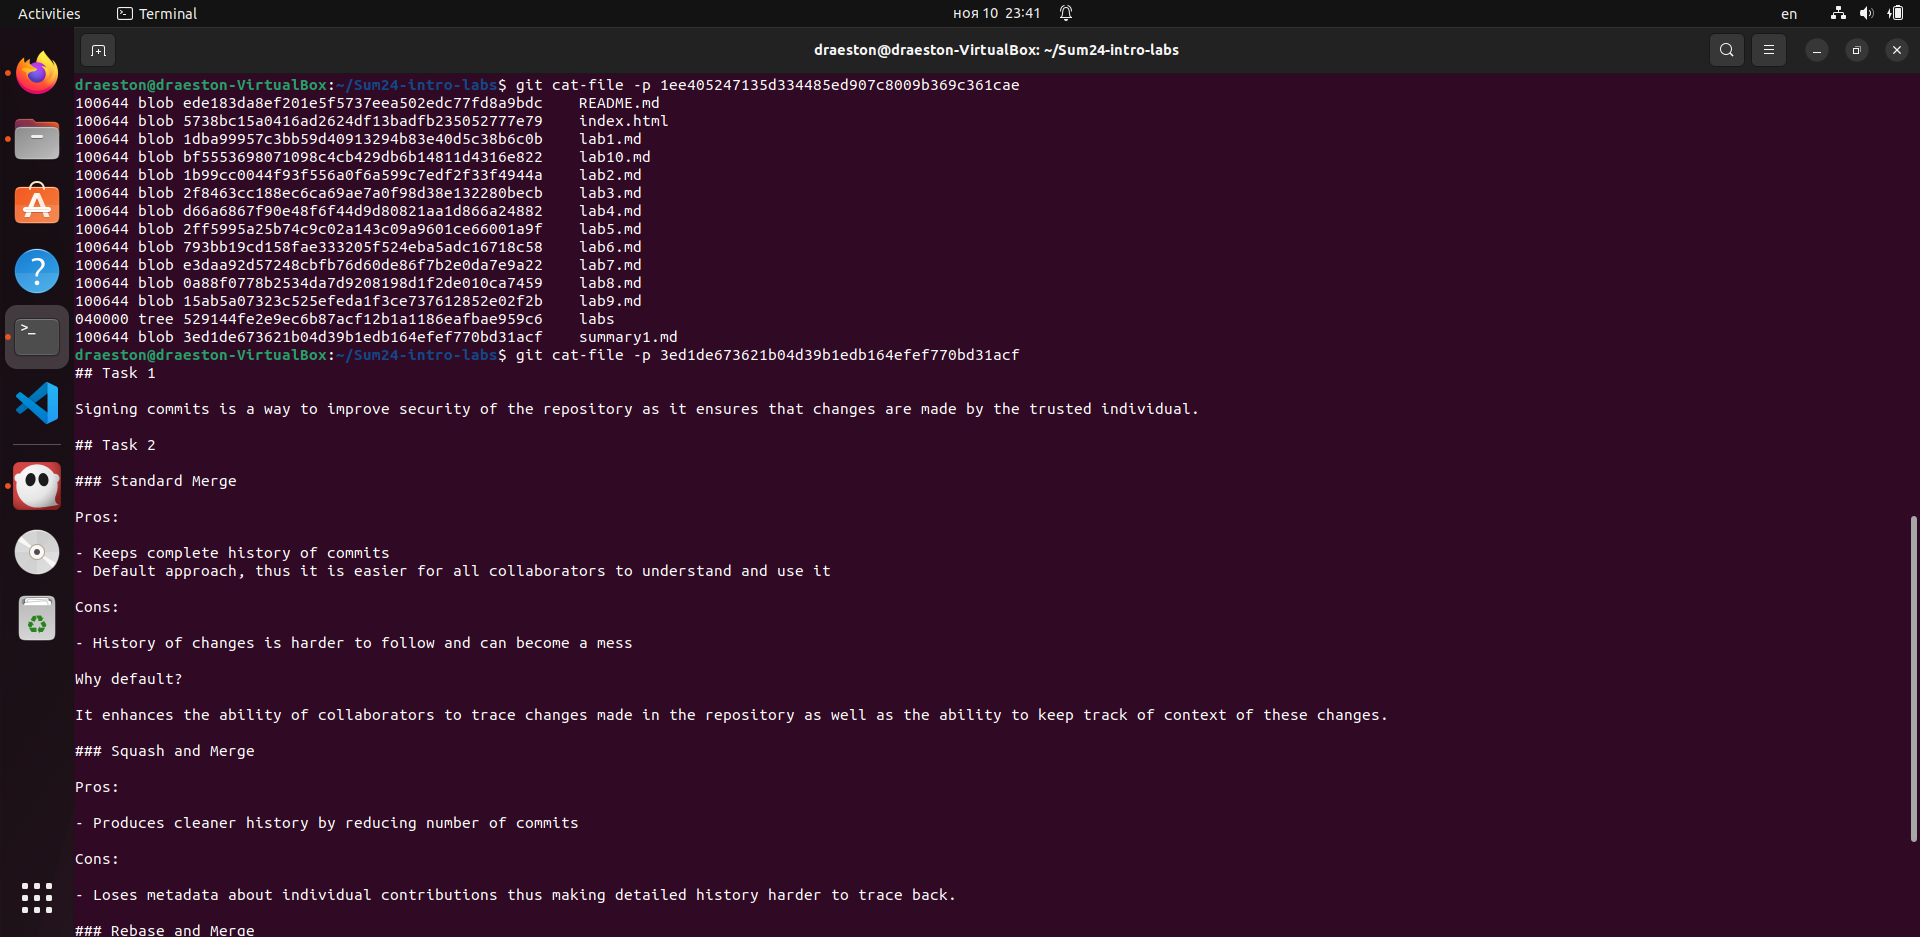 Activities
Terminal
ноя 10 23:41
en
draeston@draeston-VirtualBox: ~/Sum24-intro-labs
draeston@draeston-VirtualBox:~/Sum24-intro-labs$ git cat-file -p 1ee405247135d334485ed907c8009b369c361cae
100644 blob ede183da8ef201e5f5737eea502edc77fd8a9bdc    README.md
100644 blob 5738bc15a0416ad2624df13badfb235052777e79    index.html
100644 blob 1dba99957c3bb59d40913294b83e40d5c38b6c0b    lab1.md
100644 blob bf5553698071098c4cb429db6b14811d4316e822    lab10.md
100644 blob 1b99cc0044f93f556a0f6a599c7edf2f33f4944a    lab2.md
100644 blob 2f8463cc188ec6ca69ae7a0f98d38e132280becb    lab3.md
100644 blob d66a6867f90e48f6f44d9d80821aa1d866a24882    lab4.md
100644 blob 2ff5995a25b74c9c02a143c09a9601ce66001a9f    lab5.md
100644 blob 793bb19cd158fae333205f524eba5adc16718c58    lab6.md
100644 blob e3daa92d57248cbfb76d60de86f7b2e0da7e9a22    lab7.md
100644 blob 0a88f0778b2534da7d9208198d1f2de010ca7459    lab8.md
100644 blob 15ab5a07323c525efeda1f3ce737612852e02f2b    lab9.md
040000 tree 529144fe2e9ec6b87acf12b1a1186eafbae959c6    labs
100644 blob 3ed1de673621b04d39b1edb164efef770bd31acf    summary1.md
draeston@draeston-VirtualBox:~/Sum24-intro-labs$ git cat-file -p 3ed1de673621b04d39b1edb164efef770bd31acf
## Task 1
Signing commits is a way to improve security of the repository as it ensures that changes are made by the trusted individual.
## Task 2
### Standard Merge
Pros:
- Keeps complete history of commits
- Default approach, thus it is easier for all collaborators to understand and use it
Cons:
- History of changes is harder to follow and can become a mess
Why default?
It enhances the ability of collaborators to trace changes made in the repository as well as the ability to keep track of context of these changes.
### Squash and Merge
Pros:
- Produces cleaner history by reducing number of commits
Cons:
- Loses metadata about individual contributions thus making detailed history harder to trace back.
### Rebase and Merge